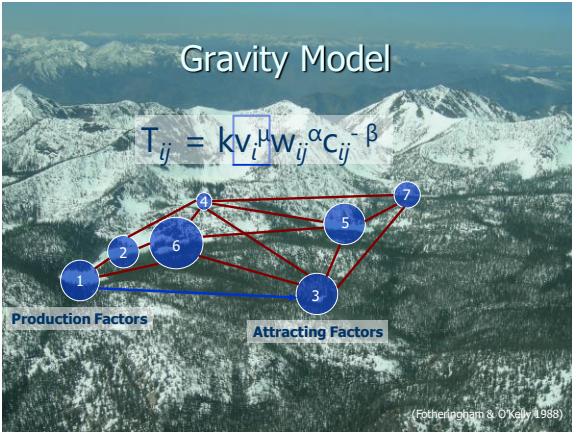 Gravity Model
Tij = kviμwijαcij- β
4
7
5
2
6
1
3
Production Factors
Attracting Factors
(Fotheringham & O'Kelly 1988)